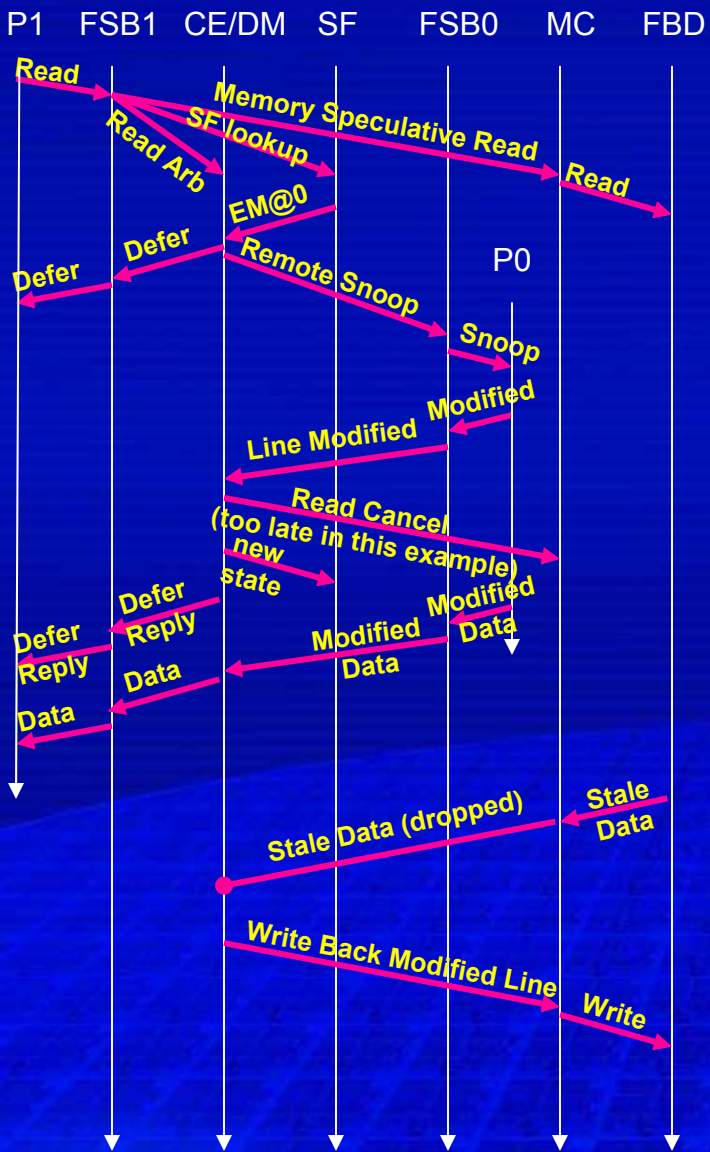 P1 FSB1 CE/DM SF FSB0 MC FBD
Read
Memory Speculative Read
SF lookup
Read Arb
Read
EM@0
Defer
Defer
Remote Snoop
P0
Snoop
Modified
Line Modified
Read Cancel
(too late in this example)
new
state
Defer
Reply
Defer
Reply
Modified
Data
Modified
Data
Data
Data
Stale
Data
Stale Data (dropped)
Write Back Modified Line
Write